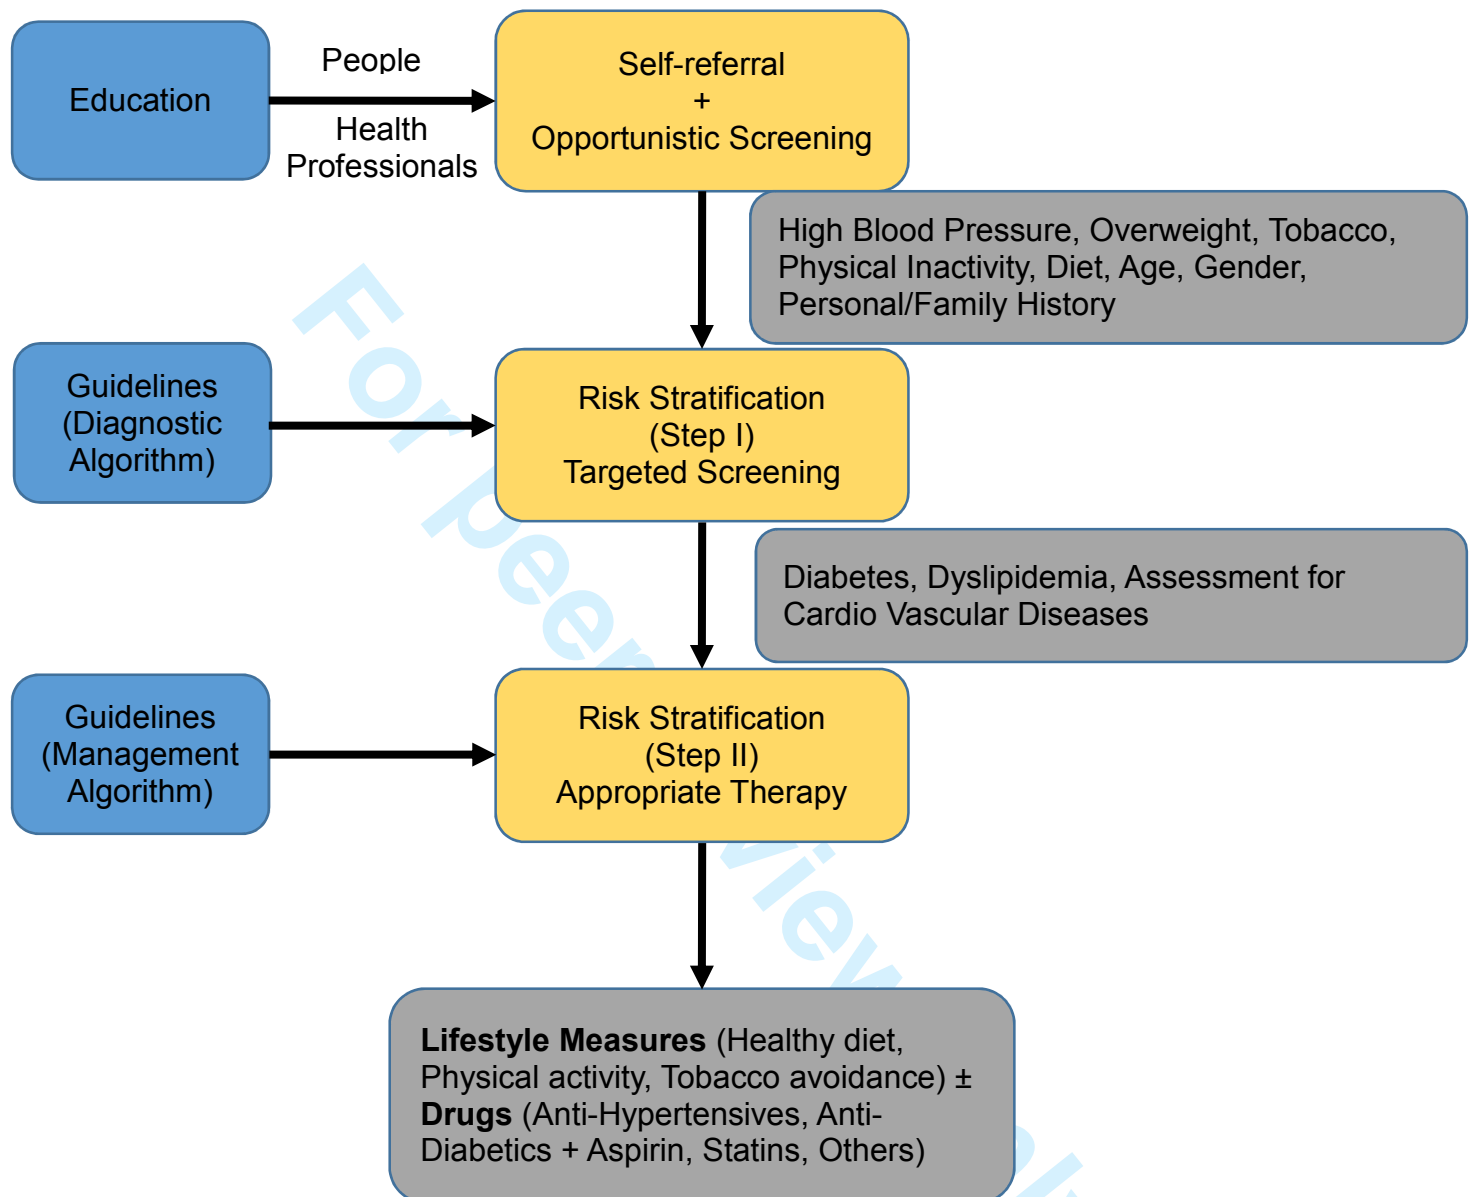 Education
People
Health
Professionals
Self-referral
+
Opportunistic Screening
High Blood Pressure, Overweight, Tobacco,
Physical Inactivity, Diet, Age, Gender,
Personal/Family History
Guidelines
(Diagnostic
Algorithm)
Risk Stratification
(Step I)
Targeted Screening
Diabetes, Dyslipidemia, Assessment for
Cardio Vascular Diseases
Guidelines
(Management
Algorithm)
Risk Stratification
(Step II)
Appropriate Therapy
Lifestyle Measures (Healthy diet,
Physical activity, Tobacco avoidance) ±
Drugs (Anti-Hypertensives, Anti-
Diabetics + Aspirin, Statins, Others)
For peer view